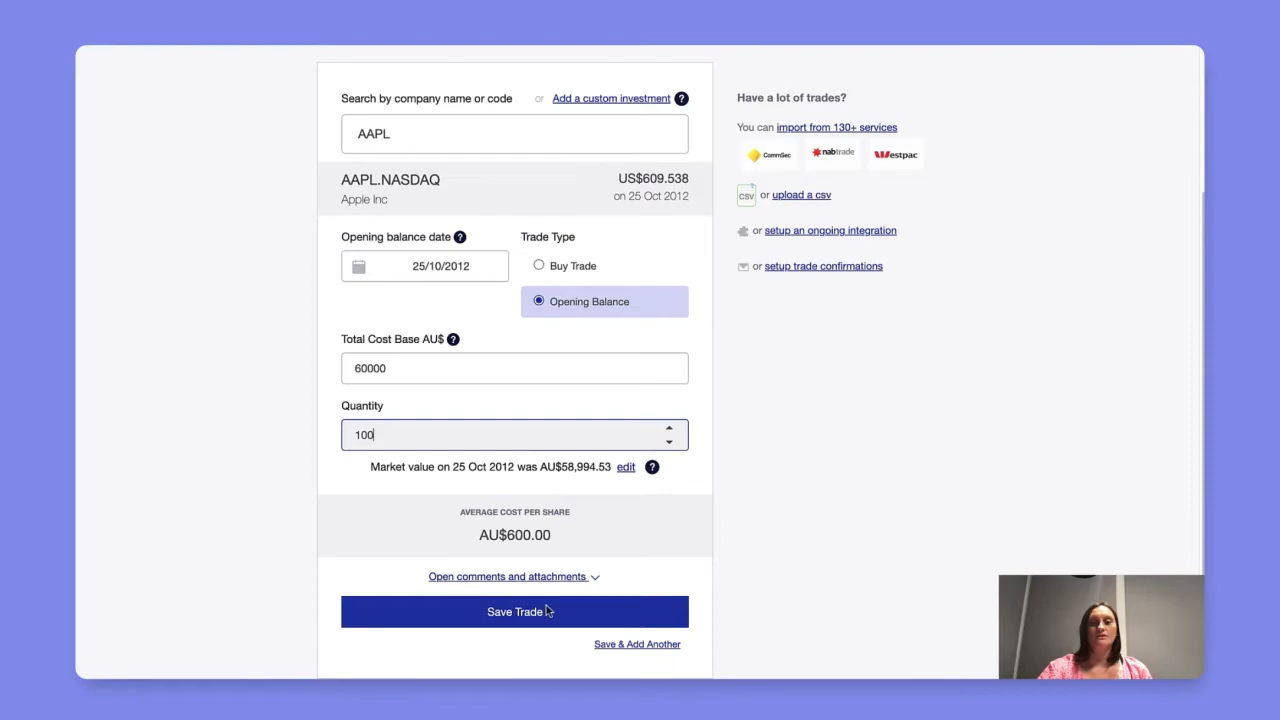 Search by company name or code or Add a custom investment ?
AAPL
AAPL.NASDAQ US$609.538
Apple Inc on 25 Oct 2012
Opening balance date ? Trade Type
25/10/2012 Buy Trade
Opening Balance
Total Cost Base AU$ ?
60000
Quantity
100
Market value on 25 Oct 2012 was AU$58,994.53 edit ?
AVERAGE COST PER SHARE
AU$600.00
Open comments and attachments
Save Trade
Save & Add Another
Have a lot of trades?
You can import from 130+ services
CommSec nabtrade Westpac
CSV or upload a csv
or setup an ongoing integration
or setup trade confirmations